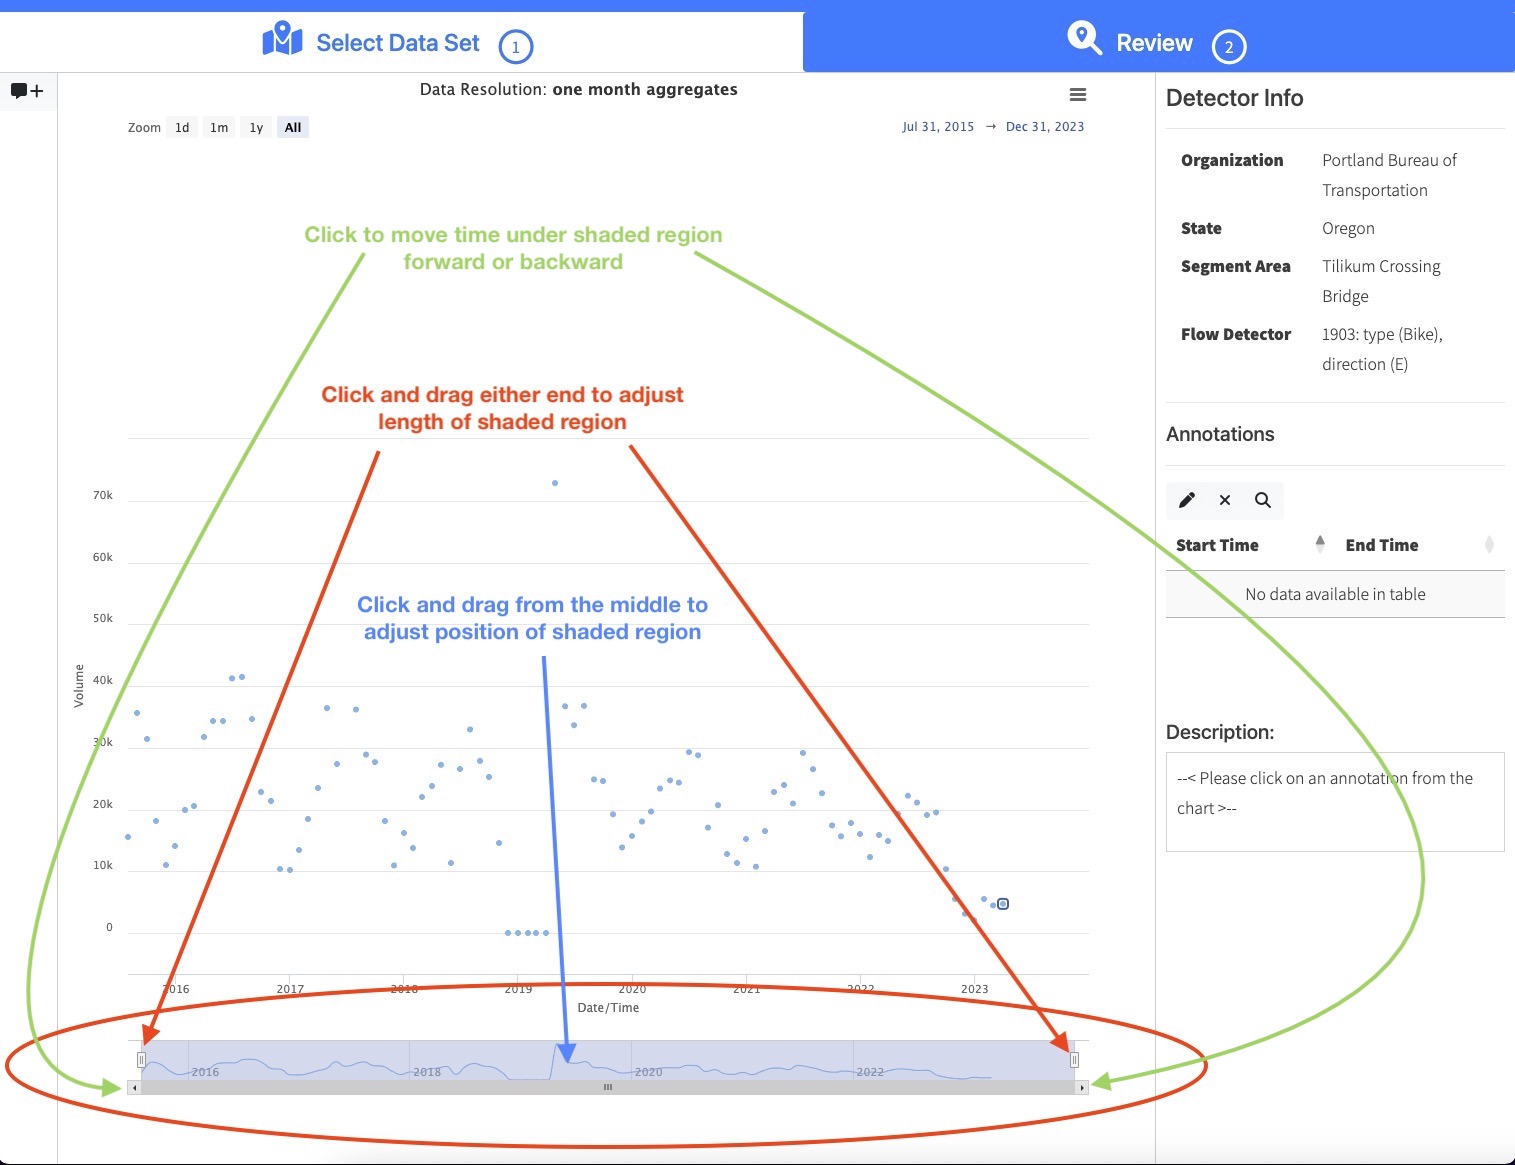 Select Data Set 1
Review 2
Data Resolution: one month aggregates
Zoom 1d 1m 1y All
Jul 31, 2015 → Dec 31, 2023
Click to move time under shaded region
forward or backward
Click and drag either end to adjust
length of shaded region
Click and drag from the middle to
adjust position of shaded region
Volume
70k
60k
50k
40k
30k
20k
10k
0
2016 2017 2018 2019 2020 2021 2022 2023
Date/Time
2016 2018 2020 2022
Detector Info
Organization Portland Bureau of
Transportation
State Oregon
Segment Area Tilikum Crossing
Bridge
Flow Detector 1903: type (Bike),
direction (E)
Annotations
Start Time End Time
No data available in table
Description:
--< Please click on an annotation from the
chart >--